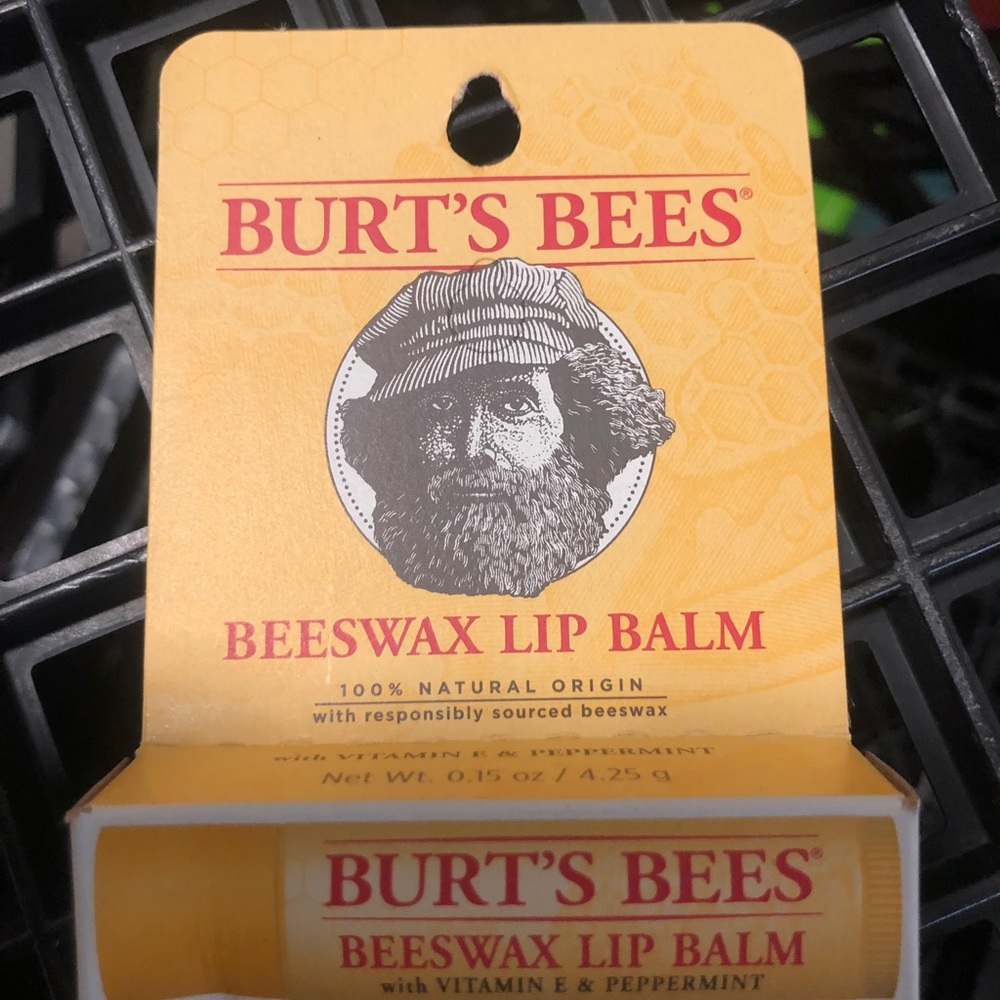 BURT'S BEES®
BEESWAX LIP BALM
100% NATURAL ORIGIN
with responsibly sourced beeswax
with VITAMIN E & PEPPERMINT
Net Wt. 0.15 oz / 4.25 g
BURT'S BEES®
BEESWAX LIP BALM
with VITAMIN E & PEPPERMINT